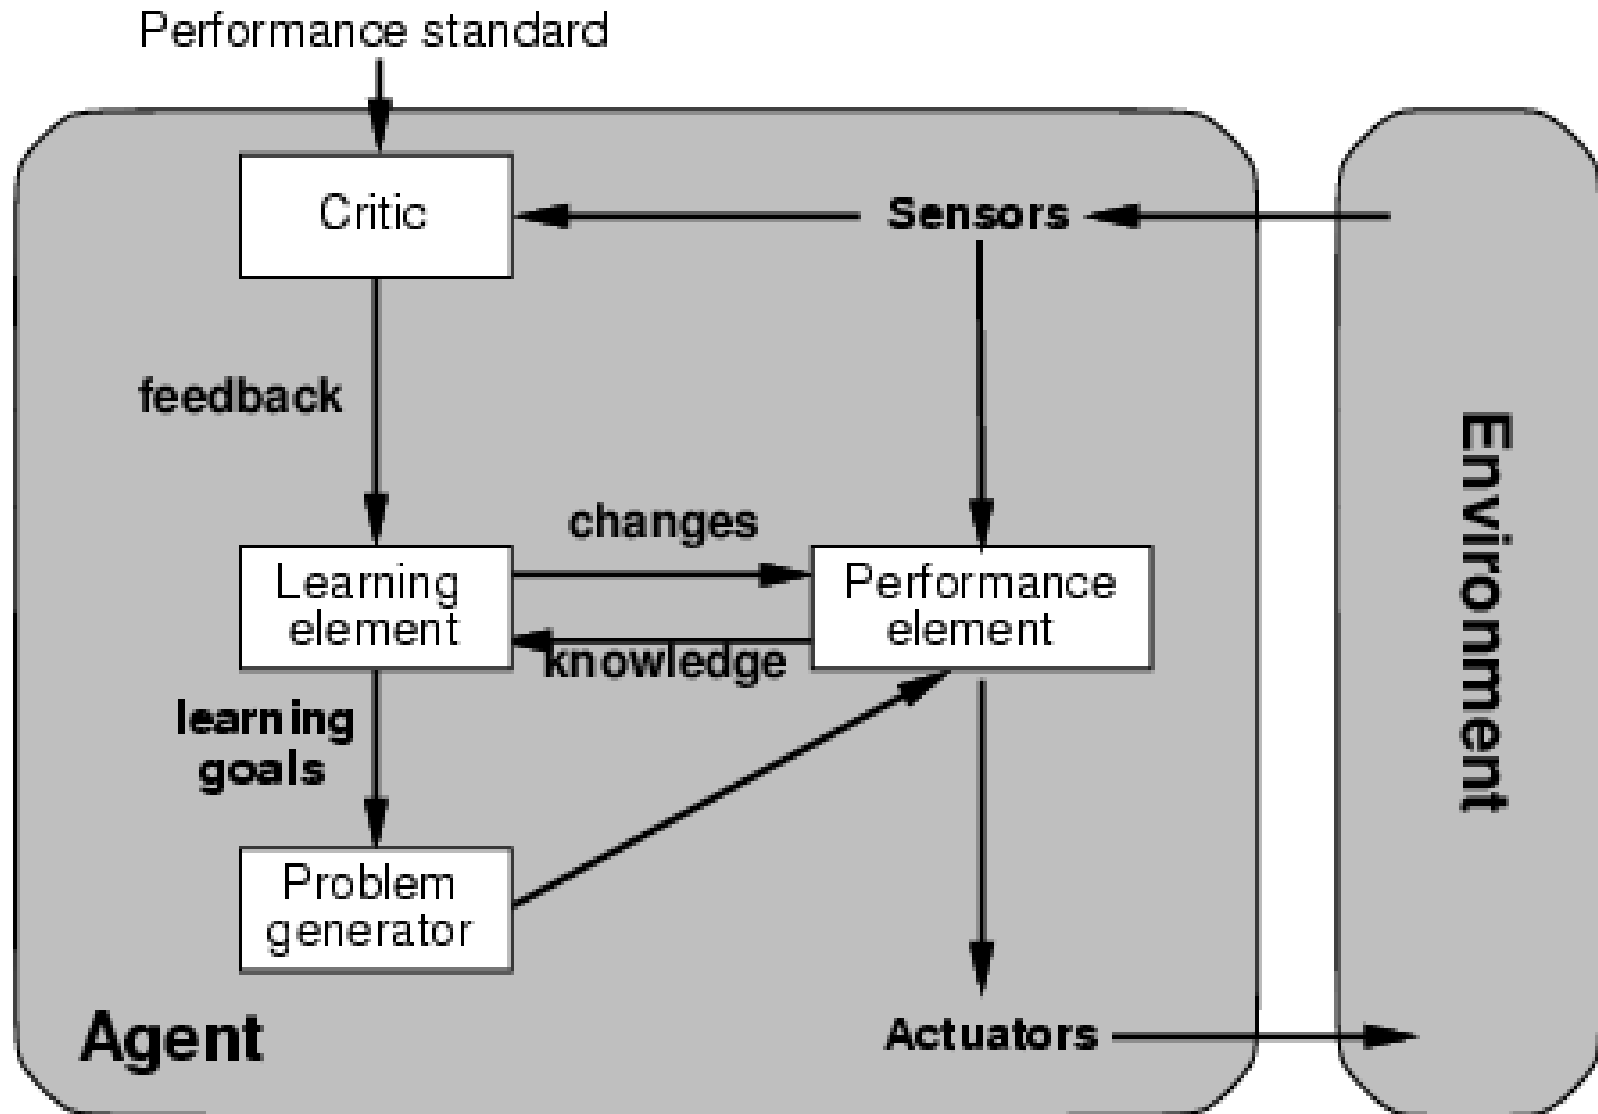 Performance standard
Critic
Sensors
feedback
changes
Learning
element
Performance
element
knowledge
learning
goals
Problem
generator
Agent
Actuators
Environment